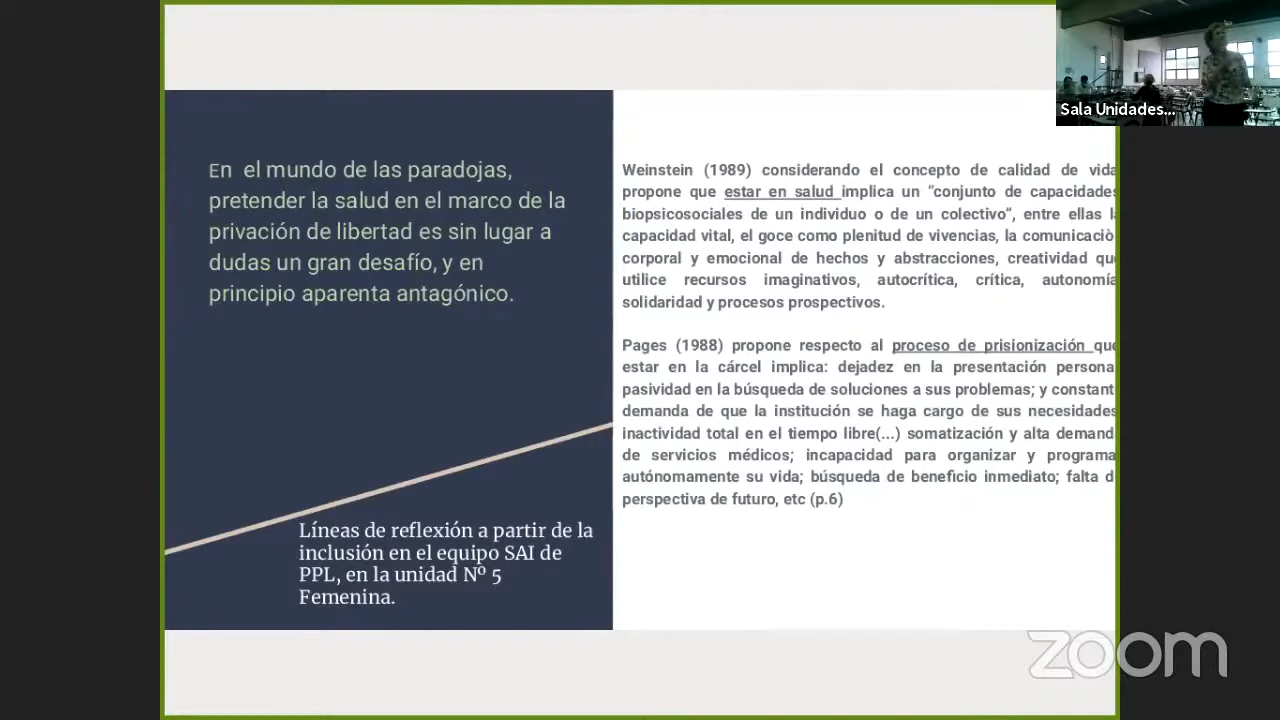 En el mundo de las paradojas,
pretender la salud en el marco de la
privación de libertad es sin lugar a
dudas un gran desafío, y en
principio aparenta antagónico.
Líneas de reflexión a partir de la
inclusión en el equipo SAI de
PPL, en la unidad Nº 5
Femenina.
Weinstein (1989) considerando el concepto de calidad de vida
propone que estar en salud implica un “conjunto de capacidades
biopsicosociales de un individuo o de un colectivo”, entre ellas l
capacidad vital, el goce como plenitud de vivencias, la comunicació
corporal y emocional de hechos y abstracciones, creatividad qu
utilice recursos imaginativos, autocrítica, crítica, autonomía
solidaridad y procesos prospectivos.
Pages (1988) propone respecto al proceso de prisionización que
estar en la cárcel implica: dejadez en la presentación persona
pasividad en la búsqueda de soluciones a sus problemas; y constant
demanda de que la institución se haga cargo de sus necesidades
inactividad total en el tiempo libre(...) somatización y alta demand
de servicios médicos; incapacidad para organizar y programa
autónomamente su vida; búsqueda de beneficio inmediato; falta d
perspectiva de futuro, etc (p.6)
Sala Unidades...
zoom